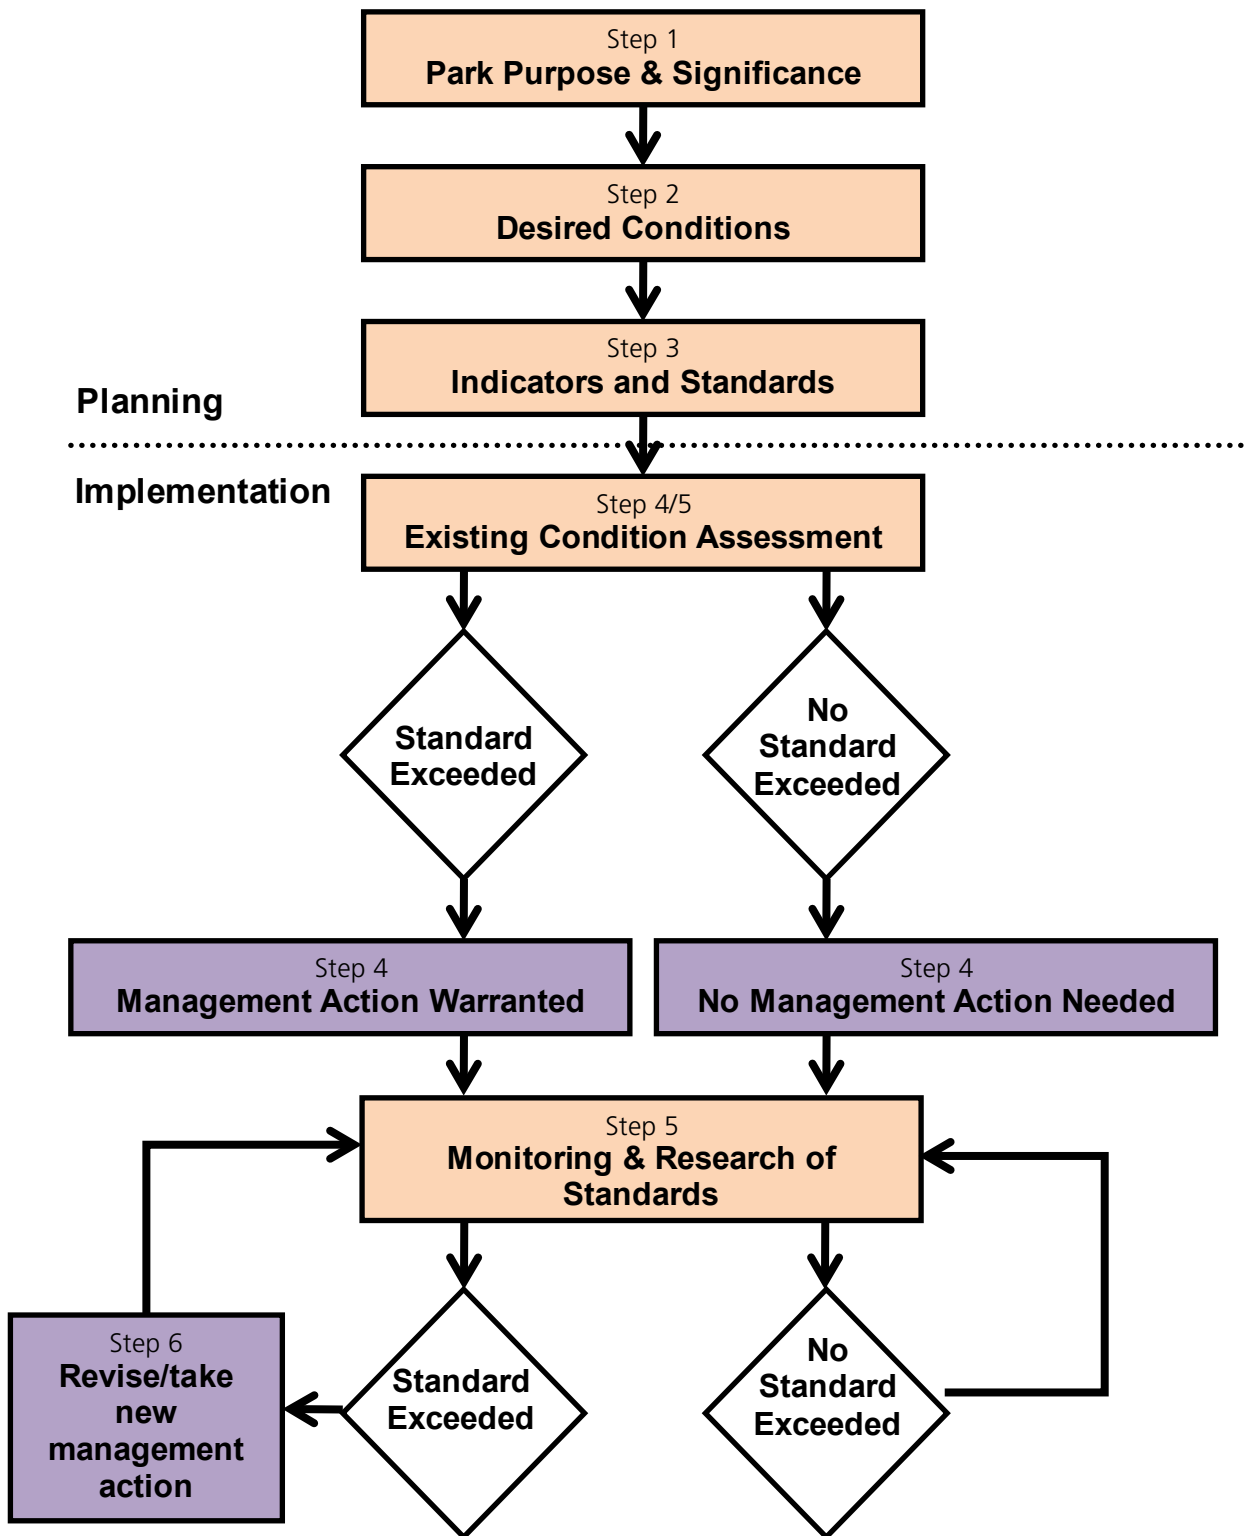 Step 1
Park Purpose & Significance
Step 2
Desired Conditions
Step 3
Indicators and Standards
Planning
Implementation
Step 4/5
Existing Condition Assessment
Standard
Exceeded
No
Standard
Exceeded
Step 4
Management Action Warranted
Step 4
No Management Action Needed
Step 5
Monitoring & Research of
Standards
Step 6
Revise/take
new
management
action
Standard
Exceeded
No
Standard
Exceeded